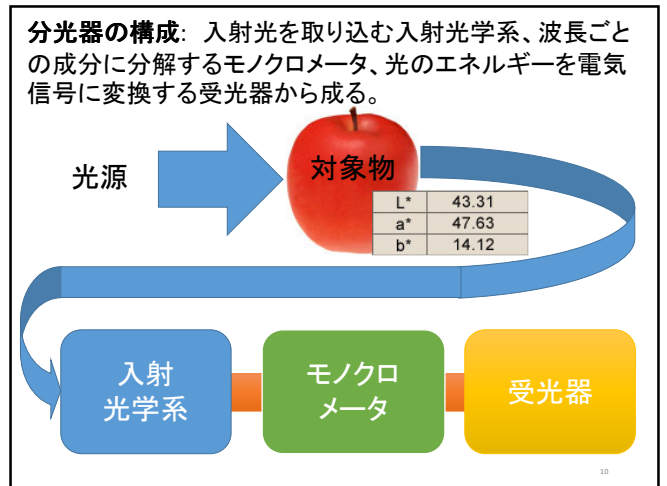 分光器の構成: 入射光を取り込む入射光学系、波長ごと
の成分に分解するモノクロメータ、光のエネルギーを電気
信号に変換する受光器から成る。
光源
対象物
L* 43.31
a* 47.63
b* 14.12
入射
光学系
モノクロ
メータ
受光器
10